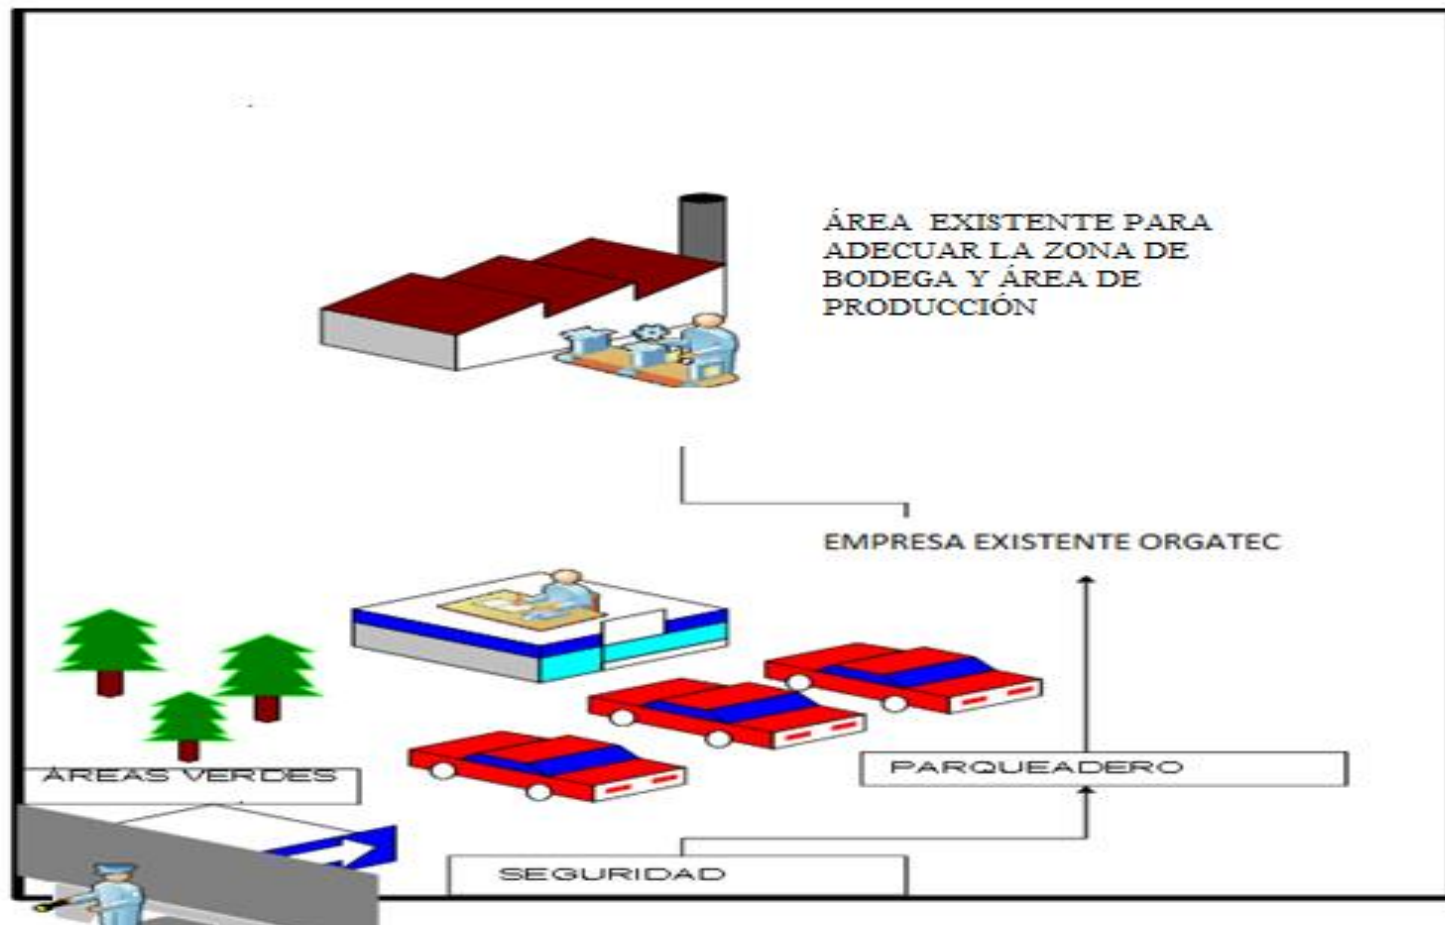 ÁREA EXISTENTE PARA
ADECUAR LA ZONA DE
BODEGA Y ÁREA DE
PRODUCCIÓN
EMPRESA EXISTENTE ORGATEC
ÁREAS VERDES
PARQUEADERO
SEGURIDAD